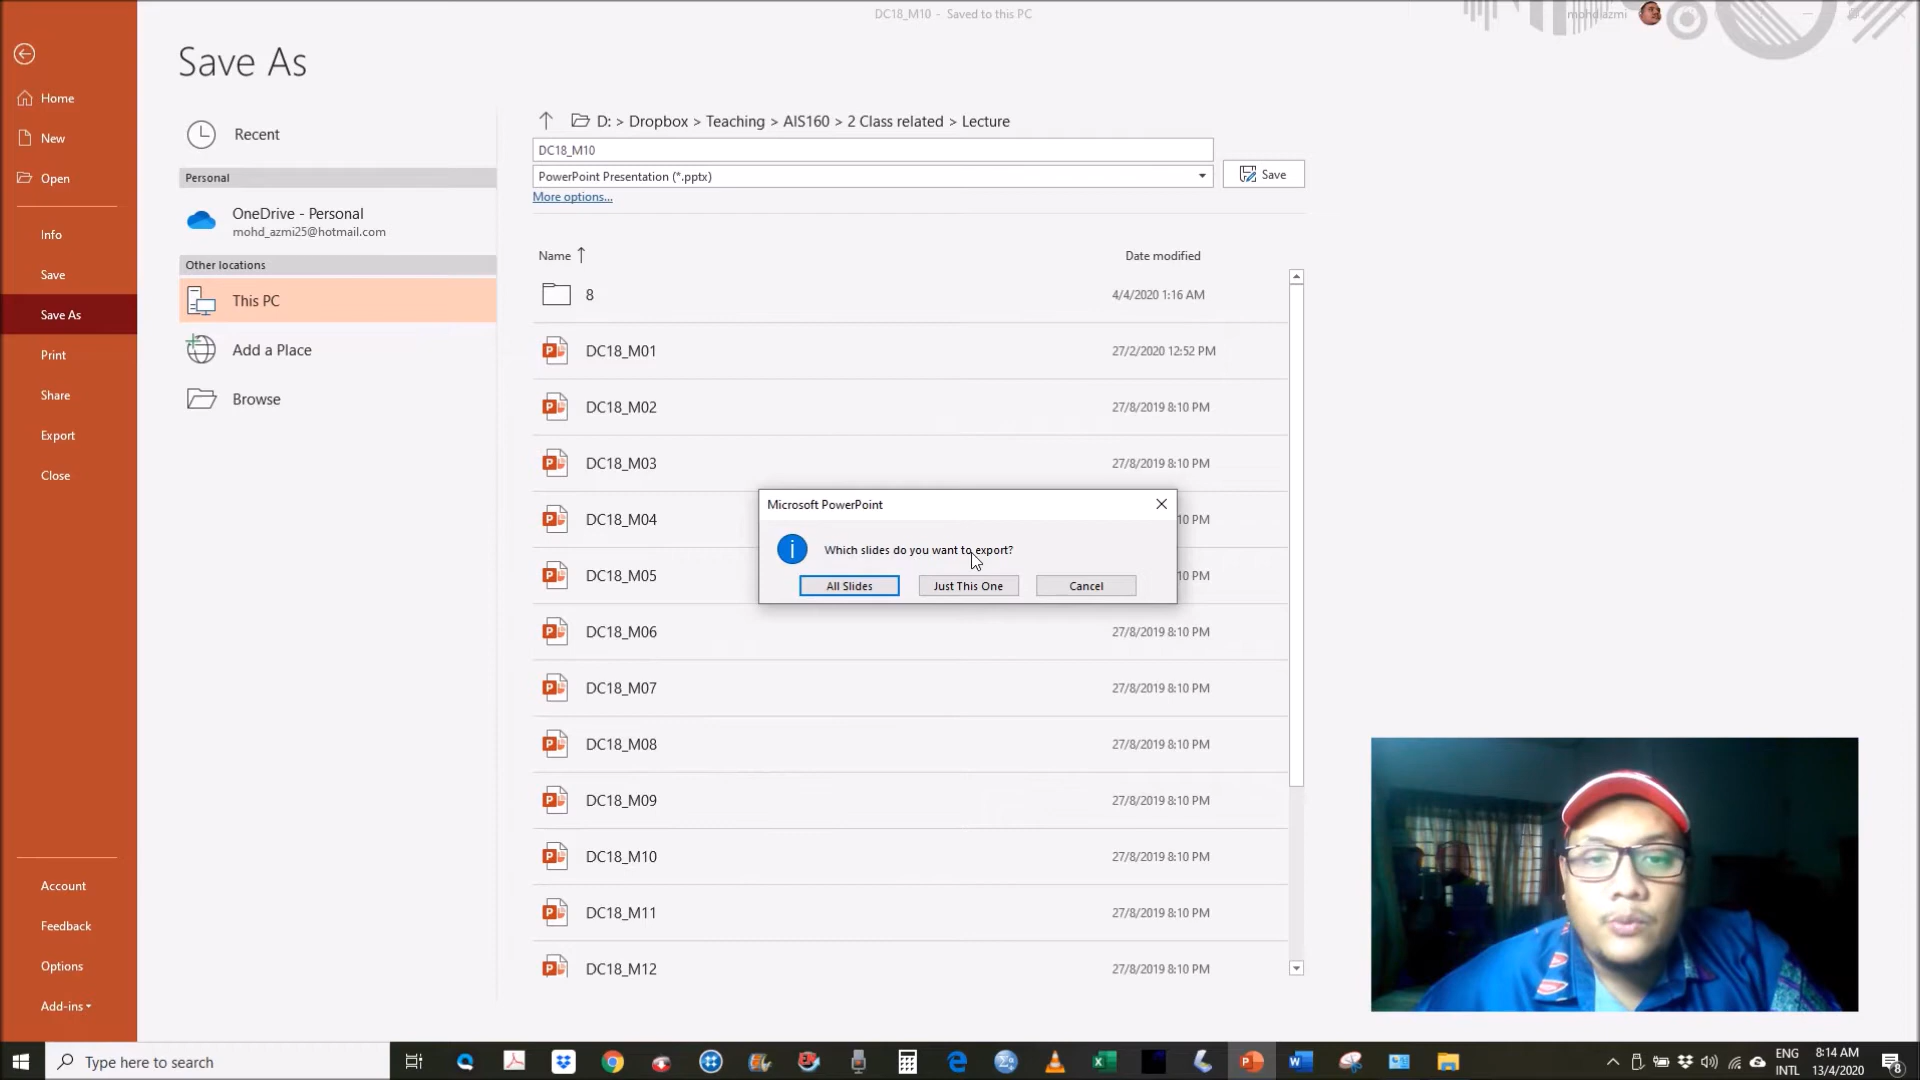 DC18_M10 - Saved to this PC
mohd azmi
Save As
Home
New
Open
Info
Save
Save As
Print
Share
Export
Close
Account
Feedback
Options
Add-ins
Recent
Personal
OneDrive - Personal
mohd_azmi25@hotmail.com
Other locations
This PC
Add a Place
Browse
D: > Dropbox > Teaching > AIS160 > 2 Class related > Lecture
DC18_M10
PowerPoint Presentation (*.pptx)
Save
More options...
Name Date modified
8 4/4/2020 1:16 AM
DC18_M01 27/2/2020 12:52 PM
DC18_M02 27/8/2019 8:10 PM
DC18_M03 27/8/2019 8:10 PM
DC18_M04 10 PM
DC18_M05 10 PM
DC18_M06 27/8/2019 8:10 PM
DC18_M07 27/8/2019 8:10 PM
DC18_M08 27/8/2019 8:10 PM
DC18_M09 27/8/2019 8:10 PM
DC18_M10 27/8/2019 8:10 PM
DC18_M11 27/8/2019 8:10 PM
DC18_M12 27/8/2019 8:10 PM
Microsoft PowerPoint
Which slides do you want to export?
All Slides Just This One Cancel
Type here to search
ENG
INTL
8:14 AM
13/4/2020
8